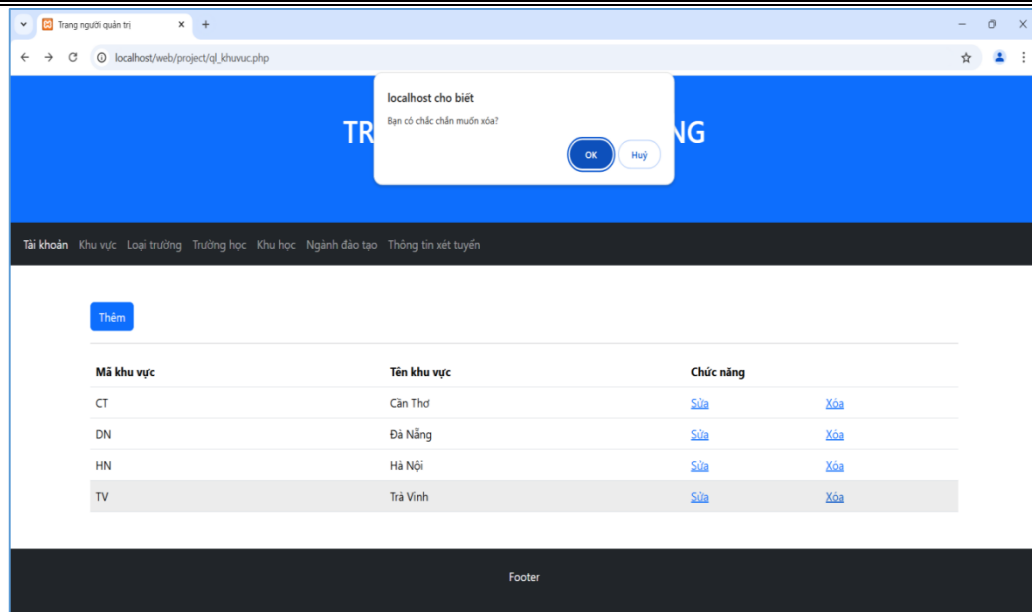 Trang người quản trị
localhost/web/project/ql_khuvuc.php
localhost cho biết
Bạn có chắc chắn muốn xóa?
OK Huỷ
Tài khoản Khu vực Loại trường Trường học Khu học Ngành đào tạo Thông tin xét tuyển
Thêm
Mã khu vực Tên khu vực Chức năng
CT Cần Thơ Sửa Xóa
DN Đà Nẵng Sửa Xóa
HN Hà Nội Sửa Xóa
TV Trà Vinh Sửa Xóa
Footer